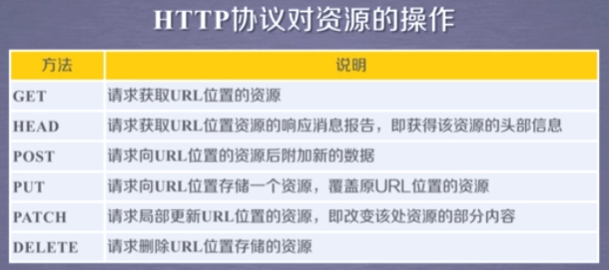 HTTP协议对资源的操作
方法 说明
GET 请求获取URL位置的资源
HEAD 请求获取URL位置资源的响应消息报告，即获得该资源的头部信息
POST 请求向URL位置的资源后附加新的数据
PUT 请求向URL位置存储一个资源，覆盖原URL位置的资源
PATCH 请求局部更新URL位置的资源，即改变该处资源的部分内容
DELETE 请求删除URL位置存储的资源